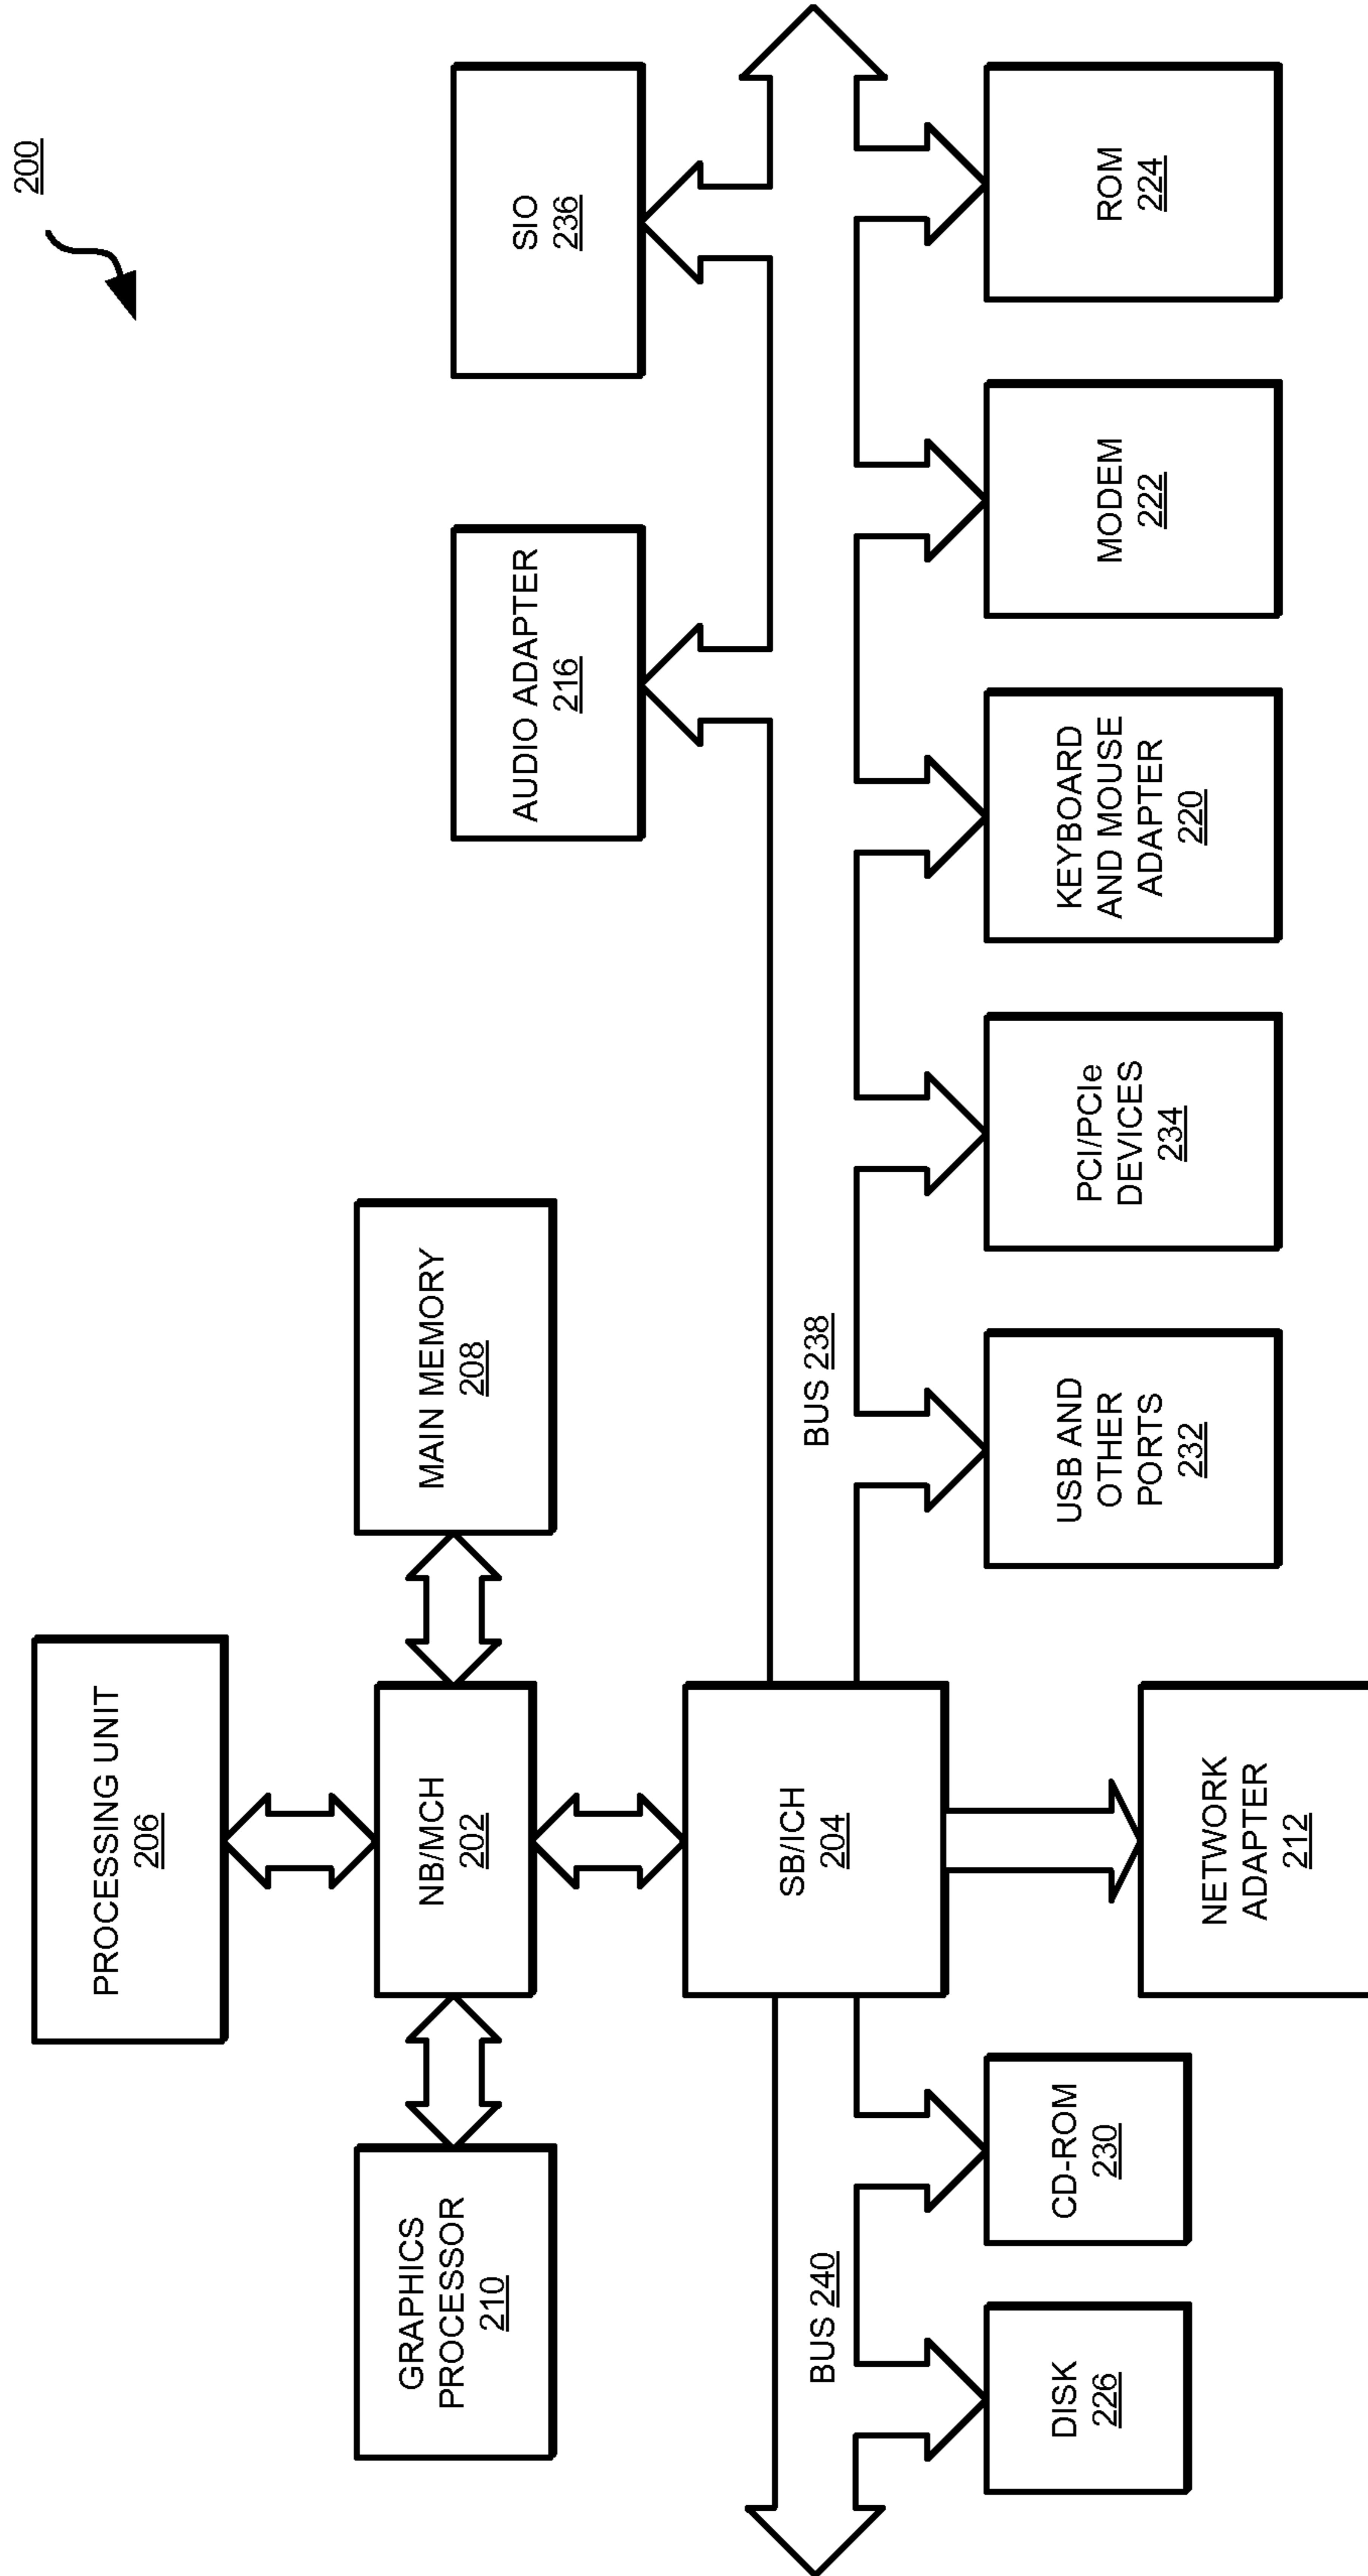 200
PROCESSING UNIT
206
GRAPHICS
PROCESSOR
210
NB/MCH
202
MAIN MEMORY
208
AUDIO ADAPTER
216
SIO
236
SB/ICH
204
BUS 240
BUS 238
DISK
226
CD-ROM
230
USB AND
OTHER
PORTS
232
PCI/PCIe
DEVICES
234
KEYBOARD
AND MOUSE
ADAPTER
220
MODEM
222
ROM
224
NETWORK
ADAPTER
212